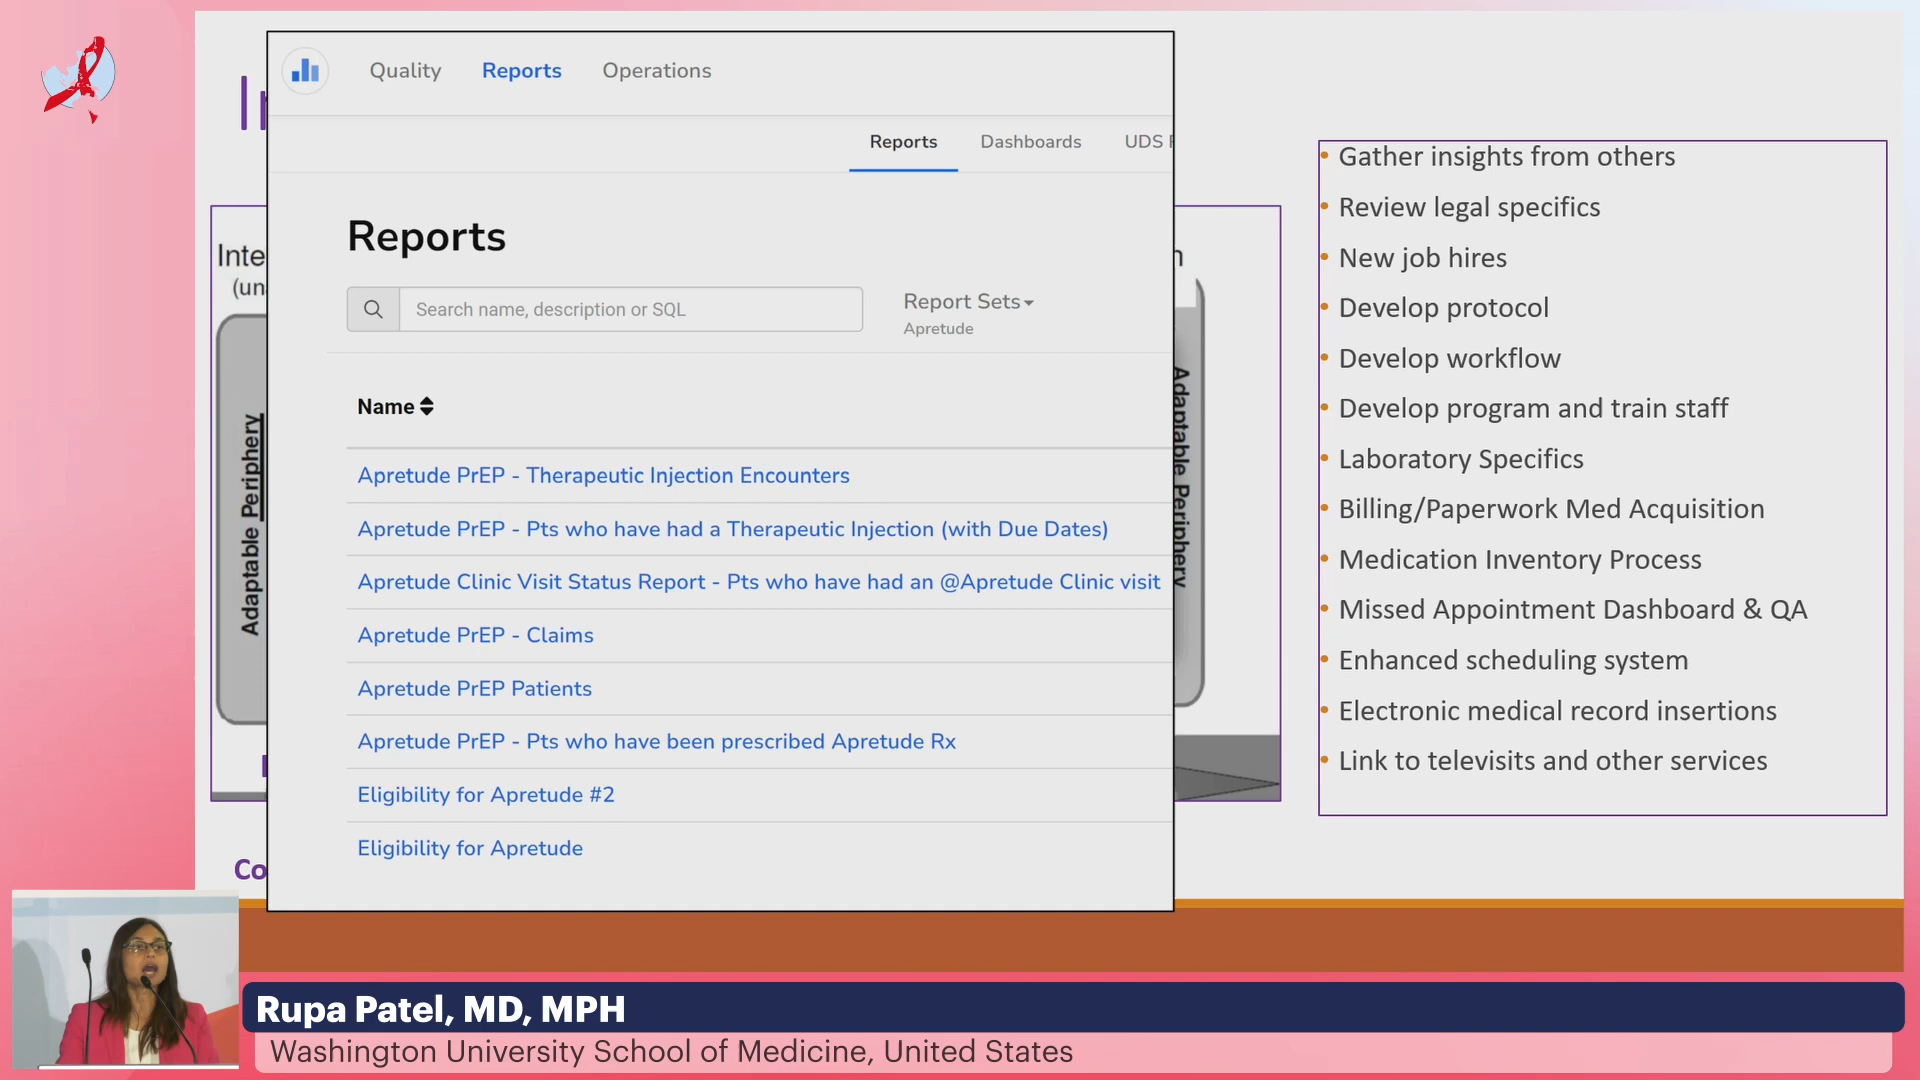 In
Quality Reports Operations
Reports Dashboards UDS
Reports
Search name, description or SQL
Report Sets
Apretude
Name
Apretude PrEP - Therapeutic Injection Encounters
Apretude PrEP - Pts who have had a Therapeutic Injection (with Due Dates)
Apretude Clinic Visit Status Report - Pts who have had an @Apretude Clinic visit
Apretude PrEP - Claims
Apretude PrEP Patients
Apretude PrEP - Pts who have been prescribed Apretude Rx
Eligibility for Apretude #2
Eligibility for Apretude
Inte
(un
Adaptable Periphery
Adaptable Periphery
Co
• Gather insights from others
• Review legal specifics
• New job hires
• Develop protocol
• Develop workflow
• Develop program and train staff
• Laboratory Specifics
• Billing/Paperwork Med Acquisition
• Medication Inventory Process
• Missed Appointment Dashboard & QA
• Enhanced scheduling system
• Electronic medical record insertions
• Link to televisits and other services
Rupa Patel, MD, MPH
Washington University School of Medicine, United States